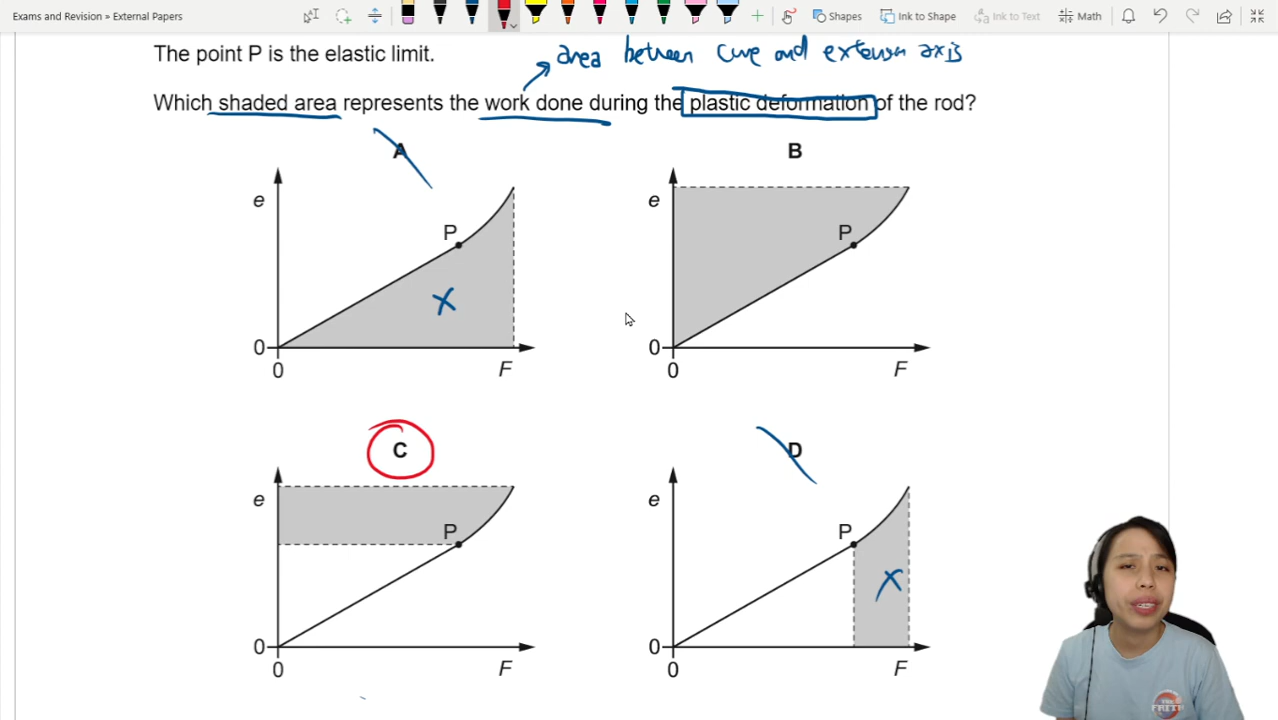 Exams and Revision » External Papers
Shapes
Ink to Shape
Ink to Text
Math
The point P is the elastic limit.
area between curve and extension axis
Which shaded area represents the work done during the plastic deformation of the rod?
A
B
e
P
X
0
0
F
e
P
0
0
F
C
D
e
P
0
0
F
e
P
X
0
0
F